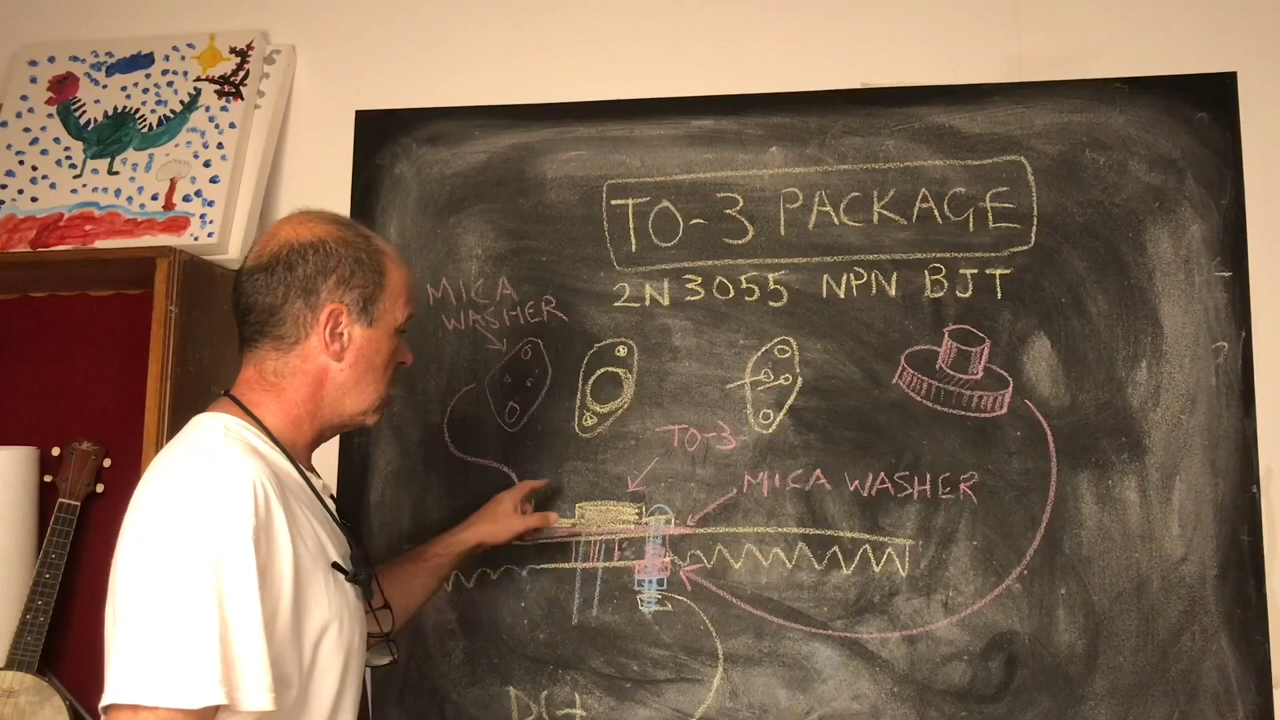 TO-3 PACKAGE
2N3055 NPN BJT
MICA
WASHER
TO-3
MICA WASHER